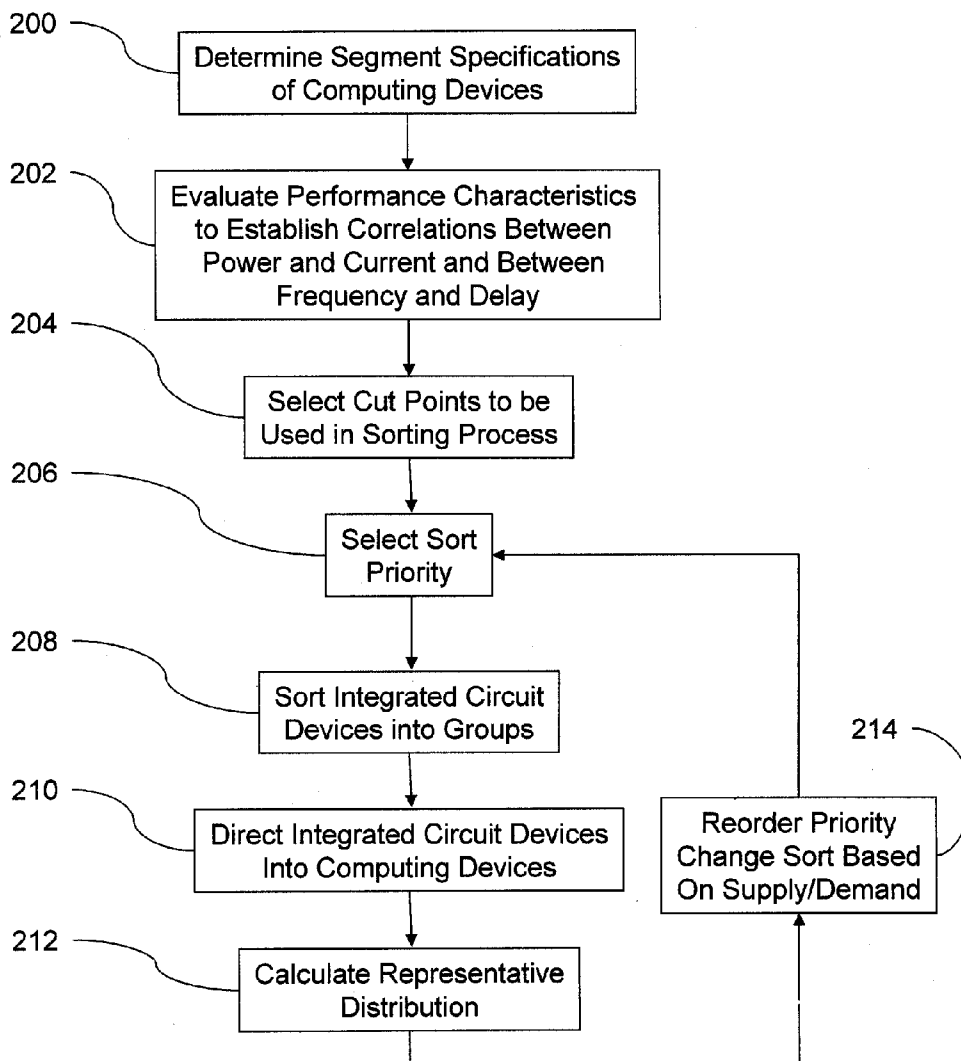 200
Determine Segment Specifications
of Computing Devices
202
Evaluate Performance Characteristics
to Establish Correlations Between
Power and Current and Between
Frequency and Delay
204
Select Cut Points to be
Used in Sorting Process
206
Select Sort
Priority
208
Sort Integrated Circuit
Devices into Groups
214
210
Direct Integrated Circuit Devices
Into Computing Devices
Reorder Priority
Change Sort Based
On Supply/Demand
212
Calculate Representative
Distribution